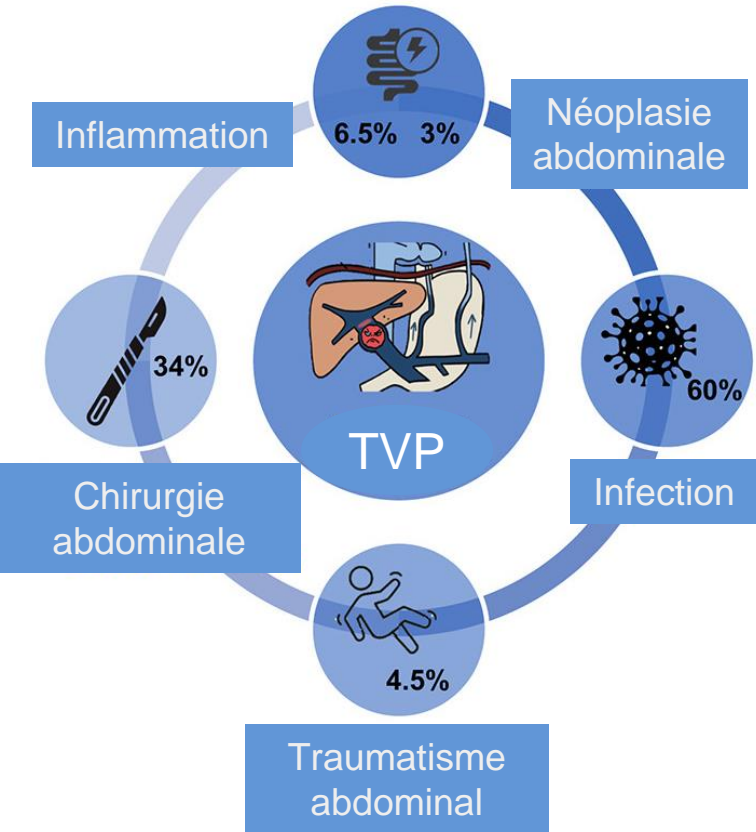 6.5% 3%
Inflammation
Néoplasie
abdominale
34%
60%
TVP
Chirurgie
abdominale
Infection
4.5%
Traumatisme
abdominal